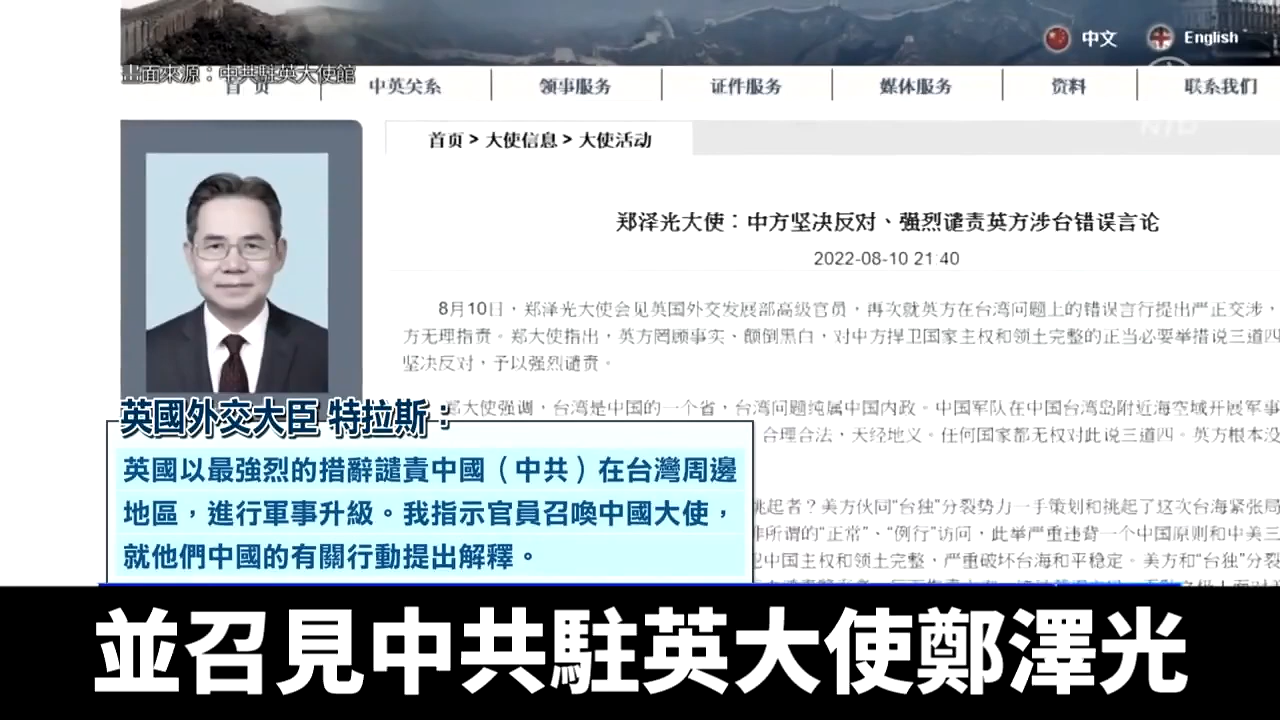 中文 English
画面來源：中共駐英大使館
首 页 中英关系 领事服务 证件服务 媒体服务 资料 联系我们
NTD
首页 > 大使信息 > 大使活动
郑泽光大使：中方坚决反对、强烈谴责英方涉台错误言论
2022-08-10 21:40
8月10日，郑泽光大使会见英国外交发展部高级官员，再次就英方在台湾问题上的错误言行提出严正交涉，
方无理指责。郑大使指出，英方罔顾事实、颠倒黑白，对中方捍卫国家主权和领土完整的正当必要举措说三道四
坚决反对，予以强烈谴责。
郑大使强调，台湾是中国的一个省，台湾问题纯属中国内政。中国军队在中国台湾岛附近海空域开展军事
合理合法，天经地义。任何国家都无权对此说三道四。英方根本没
挑起者？美方伙同“台独”分裂势力一手策划和挑起了这次台海紧张局
非所谓的“正常”、“例行”访问，此举严重违背一个中国原则和中美三
犯中国主权和领土完整，严重破坏台海和平稳定。美方和“台独”分裂
英國外交大臣 特拉斯：
英國以最強烈的措辭譴責中國（中共）在台灣周邊
地區，進行軍事升級。我指示官員召喚中國大使，
就他們中國的有關行動提出解釋。
並召見中共駐英大使鄭澤光